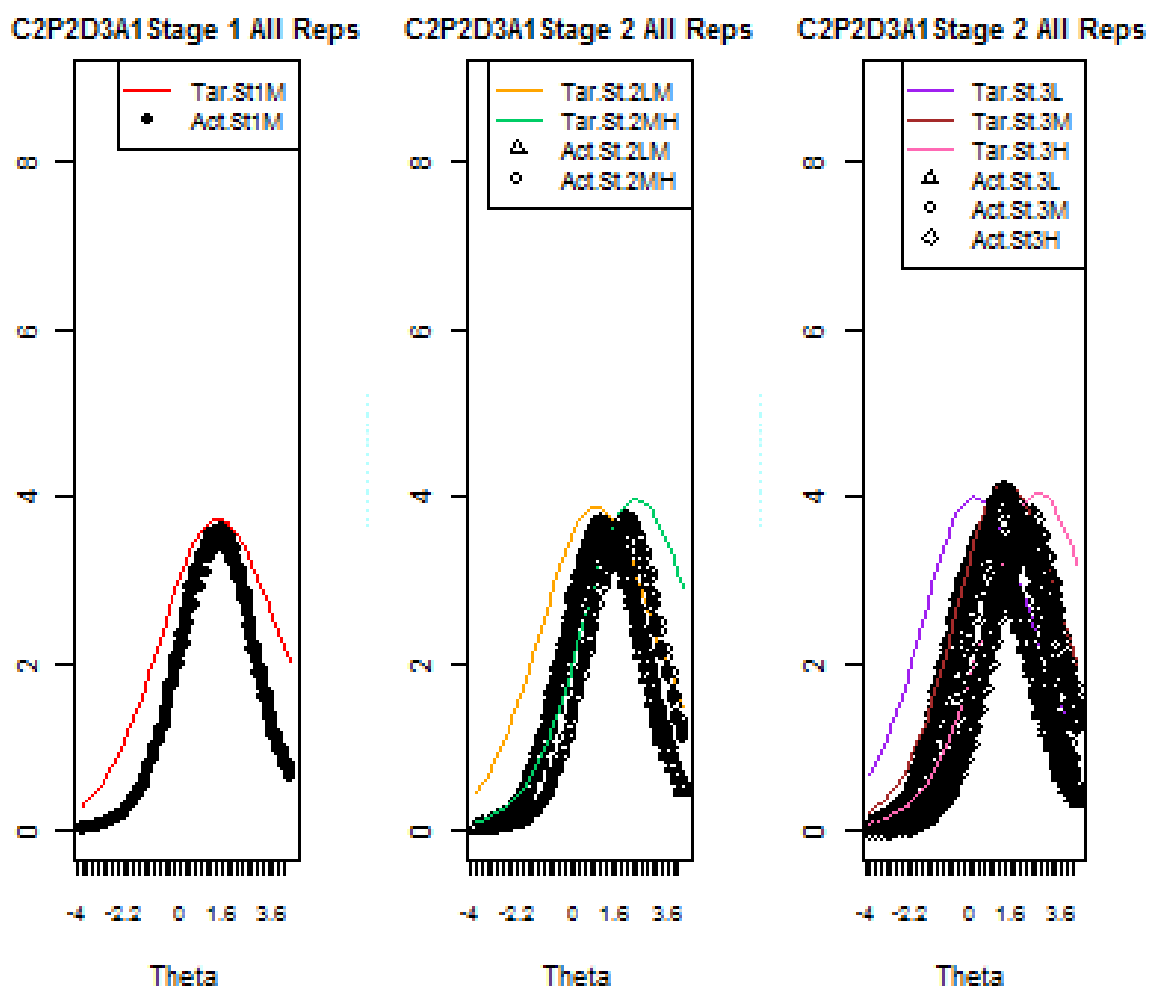 C2P2D3A1Stage 1 All Reps
Tar.St1M
Act.St1M
8
6
4
2
0
-4 -2.2 0 1.6 3.6
Theta
C2P2D3A1Stage 2 All Reps
Tar.St.2LM
Tar.St.2MH
Act.St.2LM
Act.St.2MH
8
6
4
2
0
-4 -2.2 0 1.6 3.6
Theta
C2P2D3A1Stage 2 All Reps
Tar.St.3L
Tar.St.3M
Tar.St.3H
Act.St.3L
Act.St.3M
Act.St3H
8
6
4
2
0
-4 -2.2 0 1.6 3.6
Theta